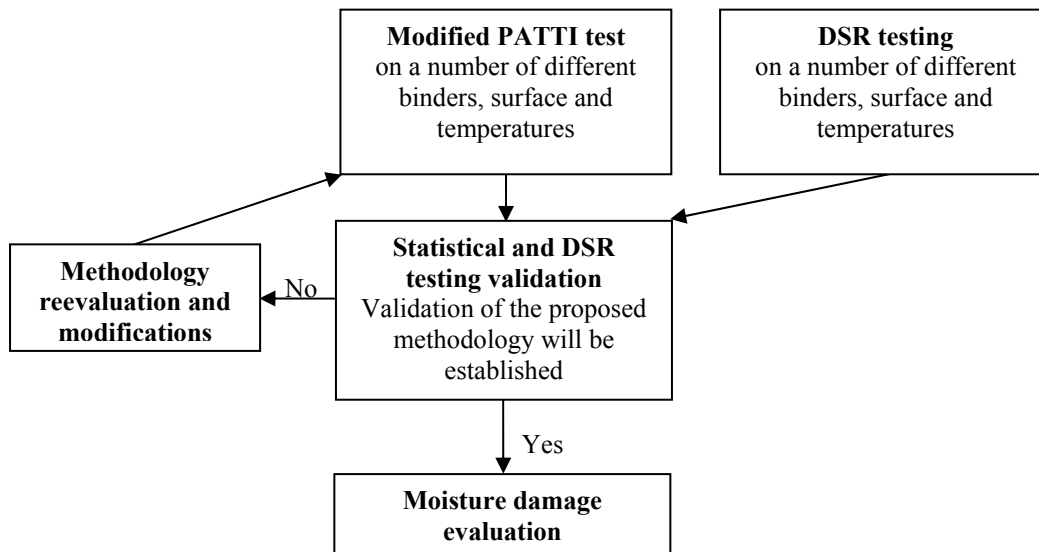 Modified PATTI test
on a number of different
binders, surface and
temperatures
DSR testing
on a number of different
binders, surface and
temperatures
Methodology
reevaluation and
modifications
No
Statistical and DSR
testing validation
Validation of the proposed
methodology will be
established
Yes
Moisture damage
evaluation